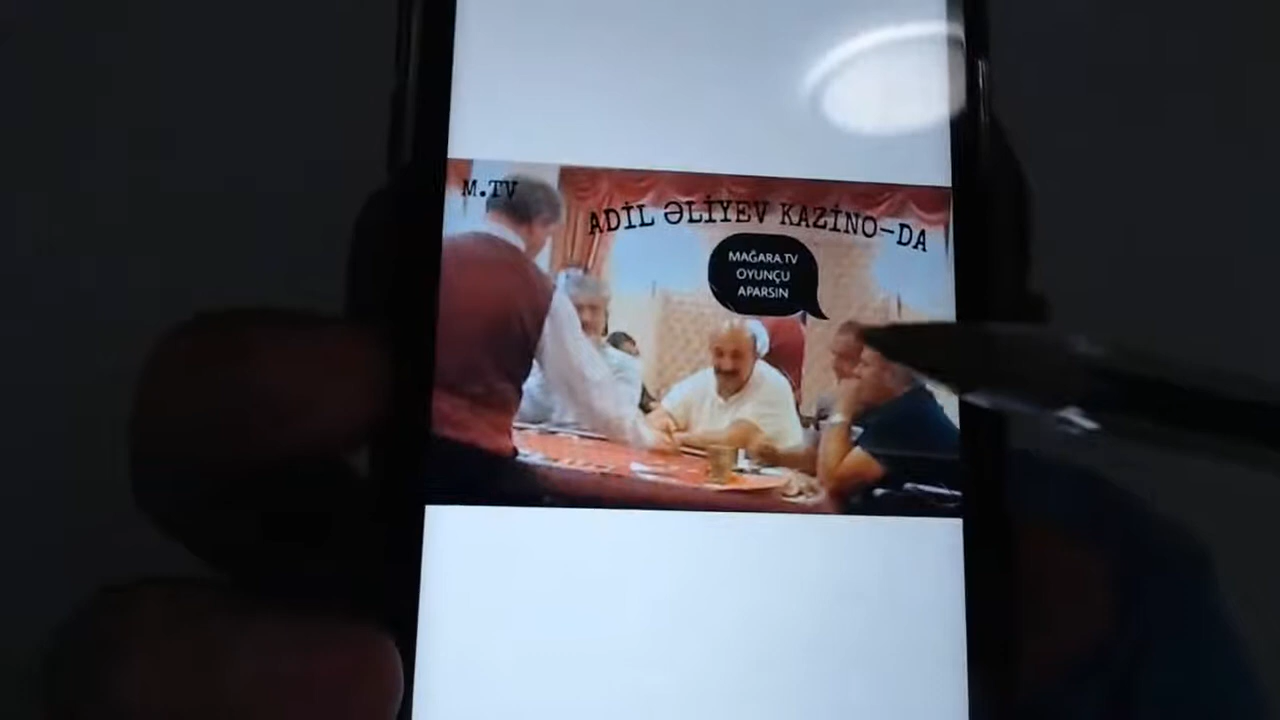 M.TV
ADİL ƏLİYEV KAZİNO-DA
MAĞARA.TV
OYUNÇU
APARSIN